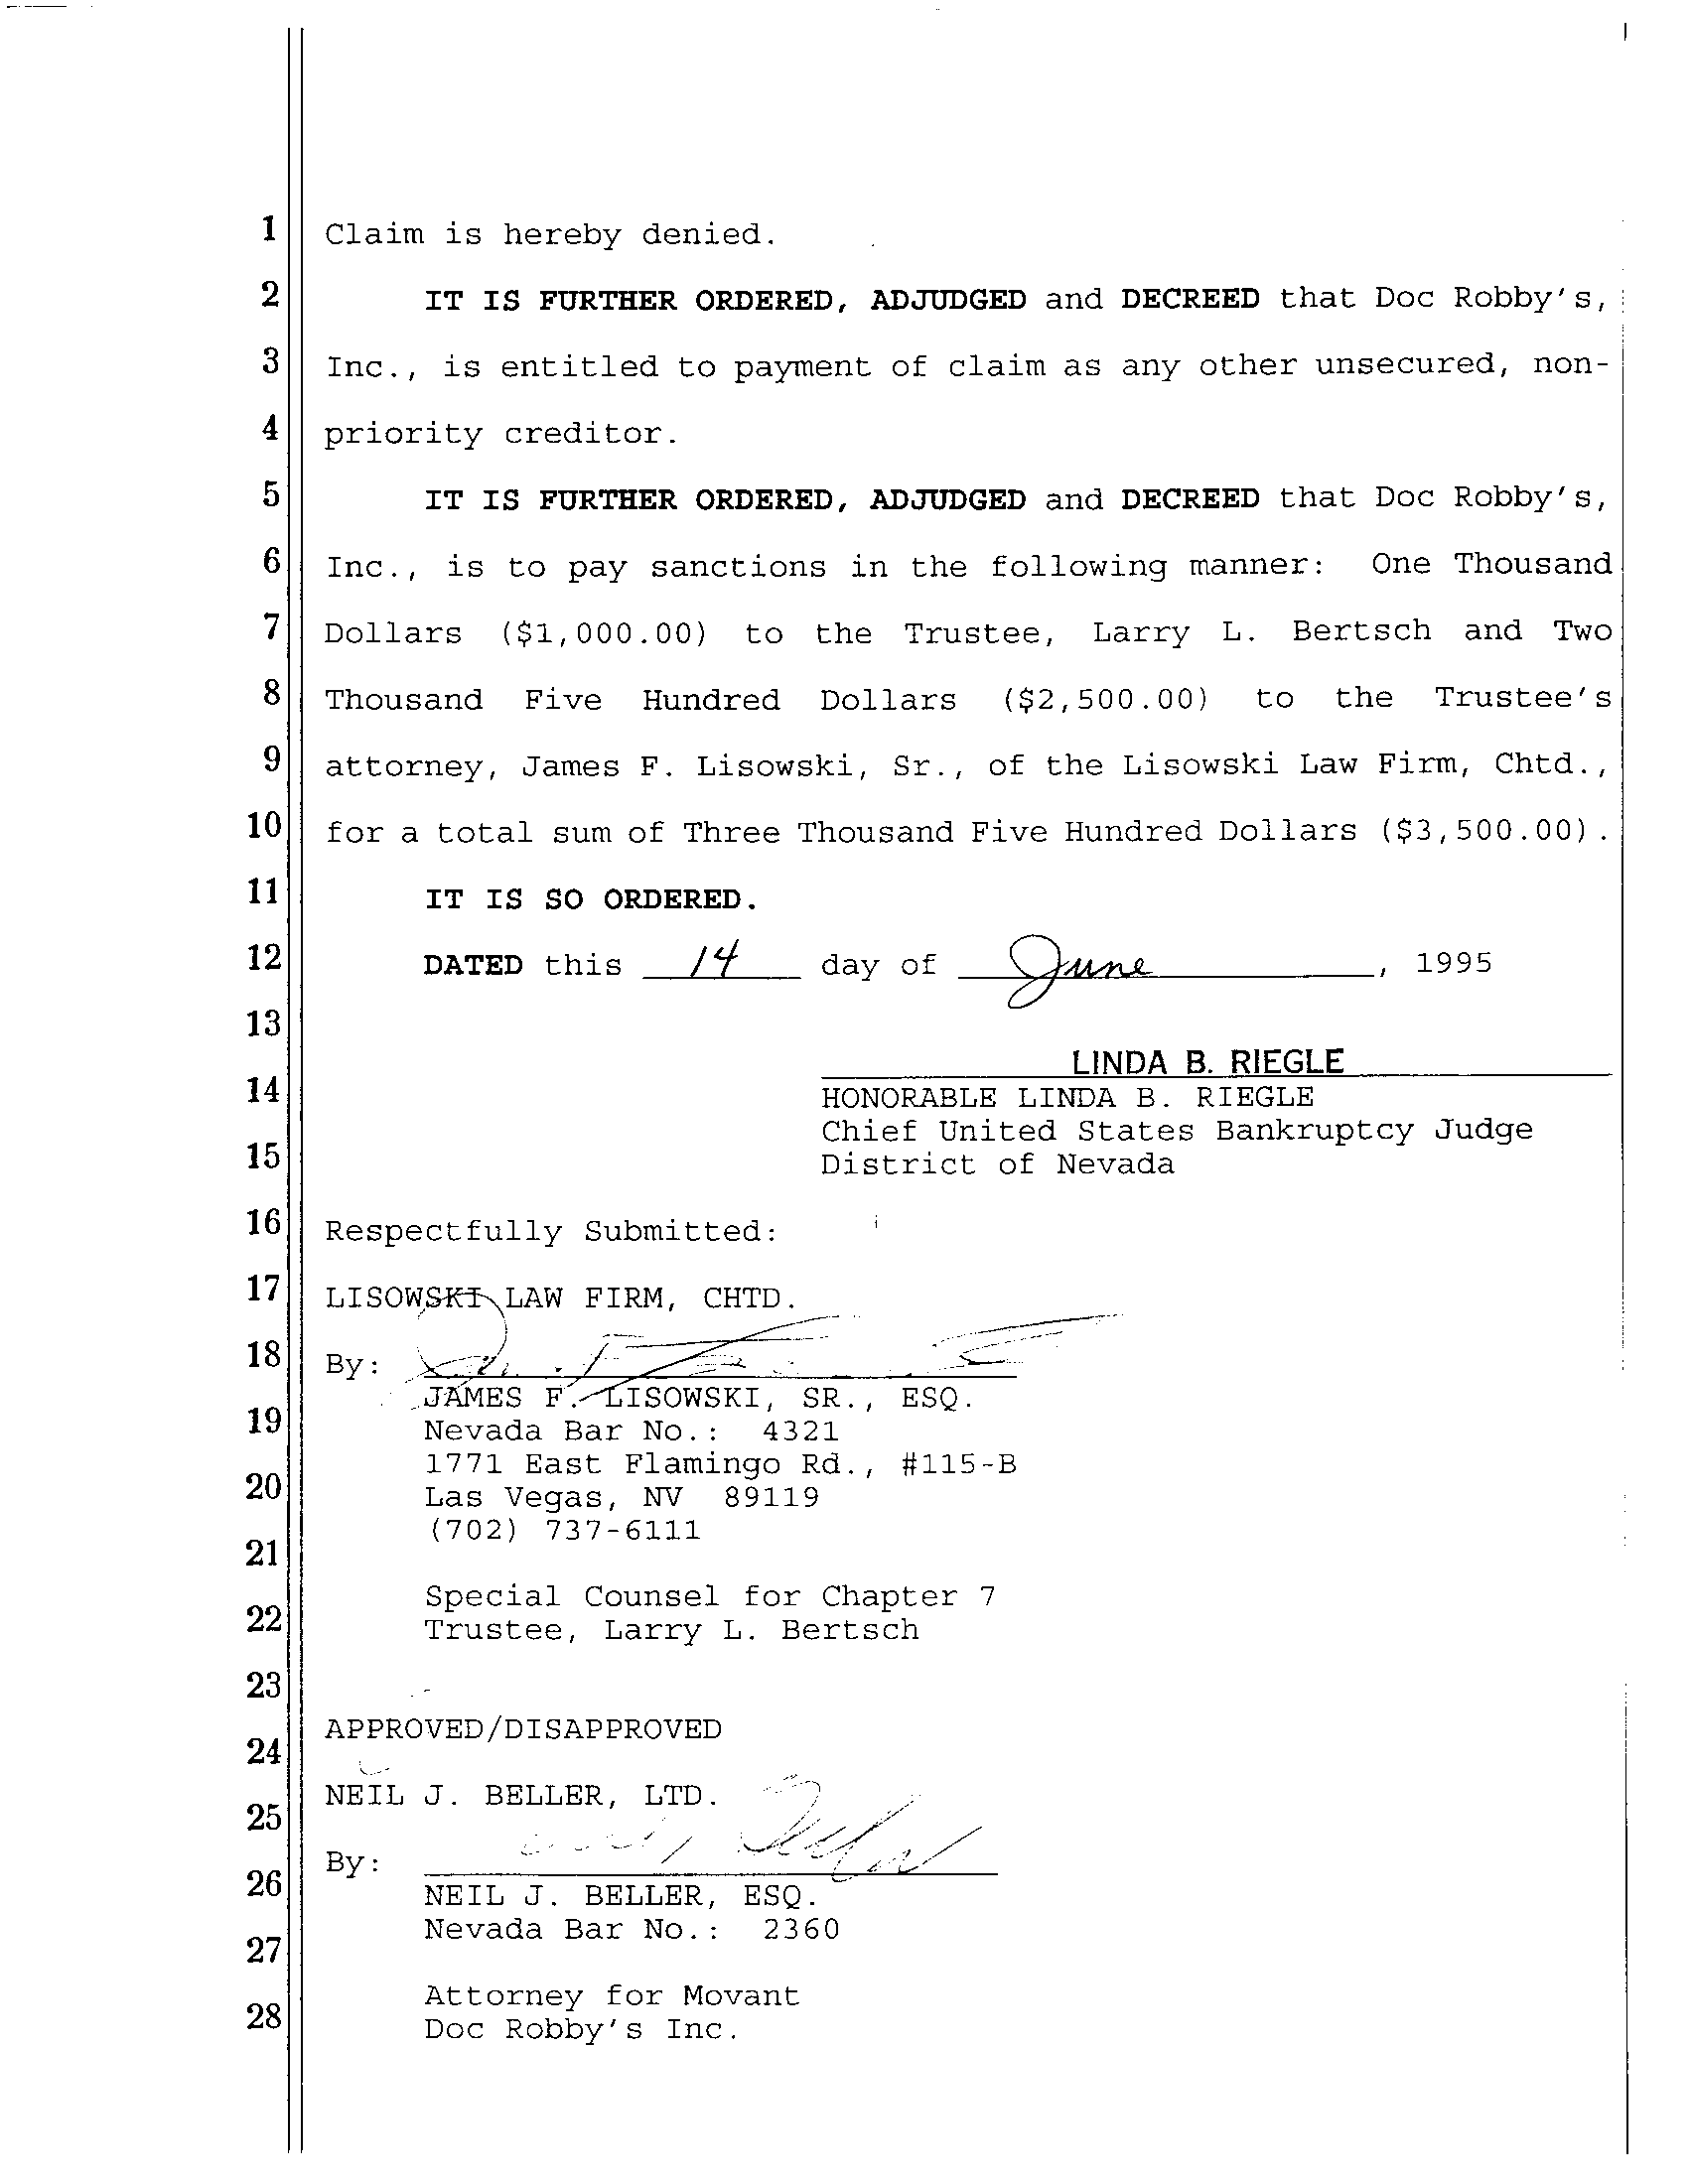 1 Claim is hereby denied.
2 IT IS FURTHER ORDERED, ADJUDGED and DECREED that Doc Robby's,
3 Inc., is entitled to payment of claim as any other unsecured, non-
4 priority creditor.
5 IT IS FURTHER ORDERED, ADJUDGED and DECREED that Doc Robby's,
6 Inc., is to pay sanctions in the following manner: One Thousand
7 Dollars ($1,000.00) to the Trustee, Larry L. Bertsch and Two
8 Thousand Five Hundred Dollars ($2,500.00) to the Trustee's
9 attorney, James F. Lisowski, Sr., of the Lisowski Law Firm, Chtd.,
10 for a total sum of Three Thousand Five Hundred Dollars ($3,500.00).
11 IT IS SO ORDERED.
12 DATED this 14 day of June, 1995
13
LINDA B. RIEGLE
14 HONORABLE LINDA B. RIEGLE
Chief United States Bankruptcy Judge
15 District of Nevada
16 Respectfully Submitted:
17 LISOWSKI LAW FIRM, CHTD.
18 By:
JAMES F. LISOWSKI, SR., ESQ.
19 Nevada Bar No.: 4321
1771 East Flamingo Rd., #115-B
20 Las Vegas, NV 89119
(702) 737-6111
21
Special Counsel for Chapter 7
22 Trustee, Larry L. Bertsch
23
APPROVED/DISAPPROVED
24
NEIL J. BELLER, LTD.
25
By:
26 NEIL J. BELLER, ESQ.
Nevada Bar No.: 2360
27
Attorney for Movant
28 Doc Robby's Inc.